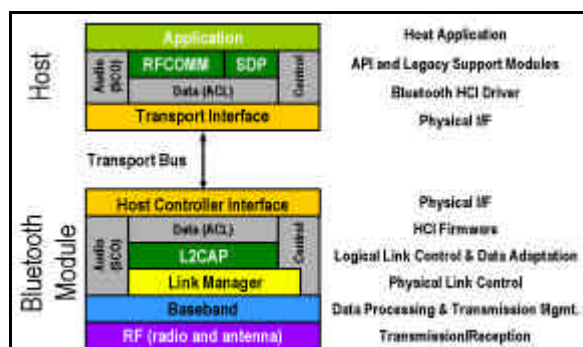 Host
Application
Host Application
Audio (SCO)
RFCOMM
SDP
Control
API and Legacy Support Modules
Data (ACL)
Bluetooth HCI Driver
Transport Interface
Physical I/F
Transport Bus
Bluetooth Module
Host Controller Interface
Physical I/F
Audio (SCO)
Data (ACL)
Control
HCI Firmware
L2CAP
Logical Link Control & Data Adaptation
Link Manager
Physical Link Control
Baseband
Data Processing & Transmission Mgmt.
RF (radio and antenna)
Transmission/Reception